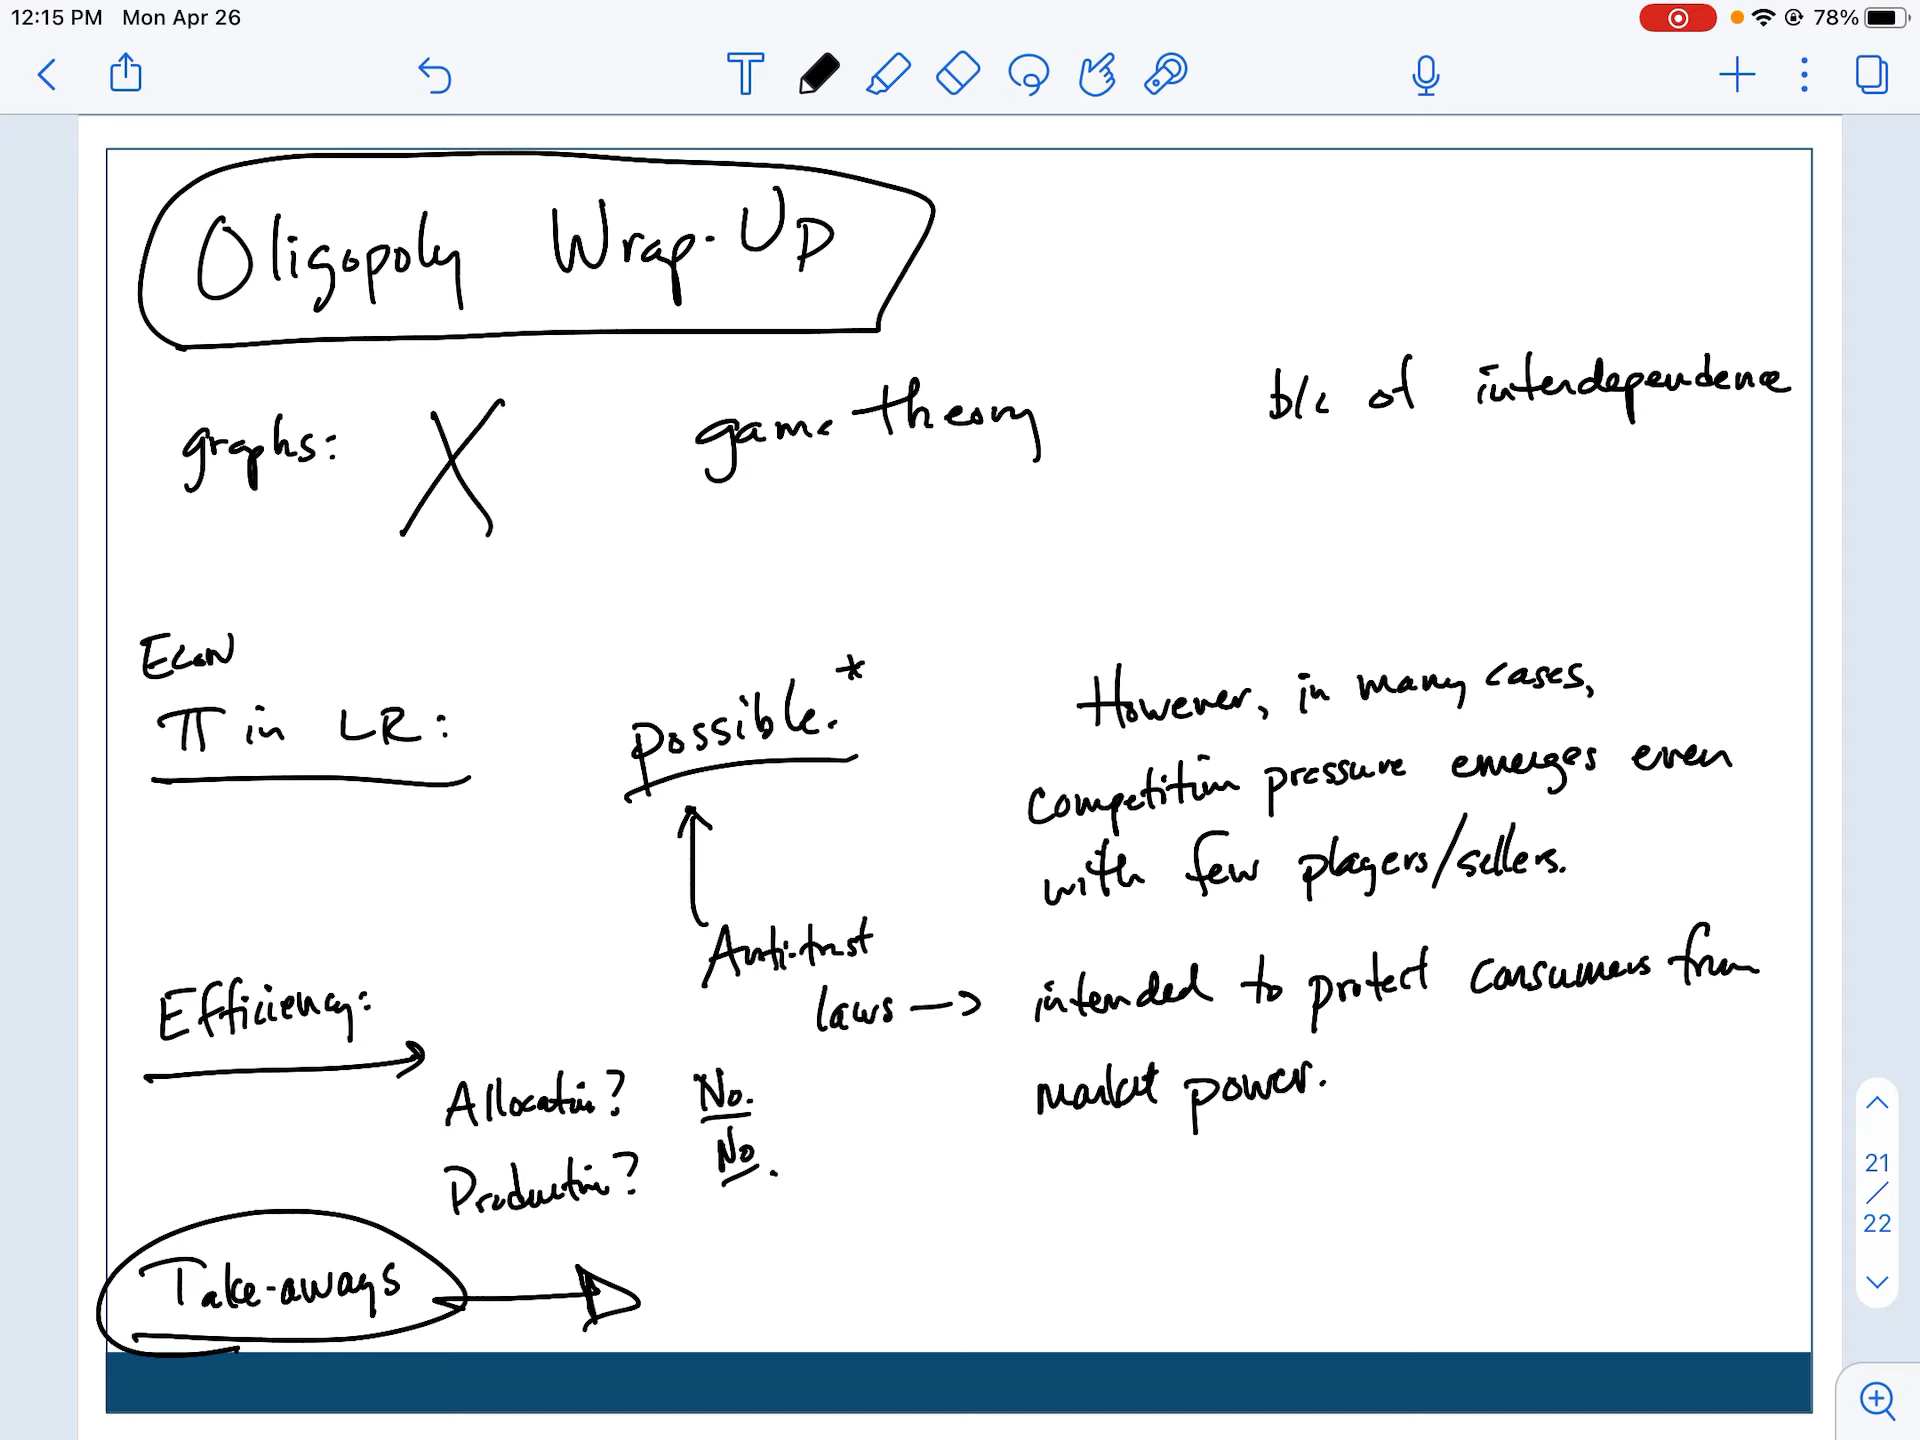 12:15 PM Mon Apr 26
78%
T
Oligopoly Wrap-Up
graphs: X game theory b/c of interdependence
Econ
π in LR: possible.* However, in many cases,
competition pressure emerges even
with few players/sellers.
Anti-trust
laws -> intended to protect consumers from
market power.
Efficiency:
Allocation? No.
Production? No.
Take-aways
21
/
22